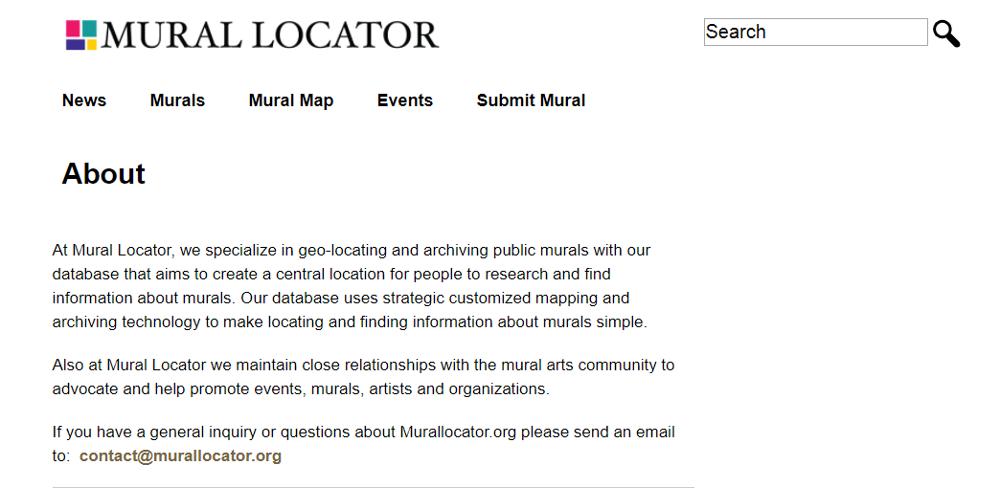 MURAL LOCATOR
Search
News Murals Mural Map Events Submit Mural
About
At Mural Locator, we specialize in geo-locating and archiving public murals with our
database that aims to create a central location for people to research and find
information about murals. Our database uses strategic customized mapping and
archiving technology to make locating and finding information about murals simple.
Also at Mural Locator we maintain close relationships with the mural arts community to
advocate and help promote events, murals, artists and organizations.
If you have a general inquiry or questions about Murallocator.org please send an email
to: contact@murallocator.org